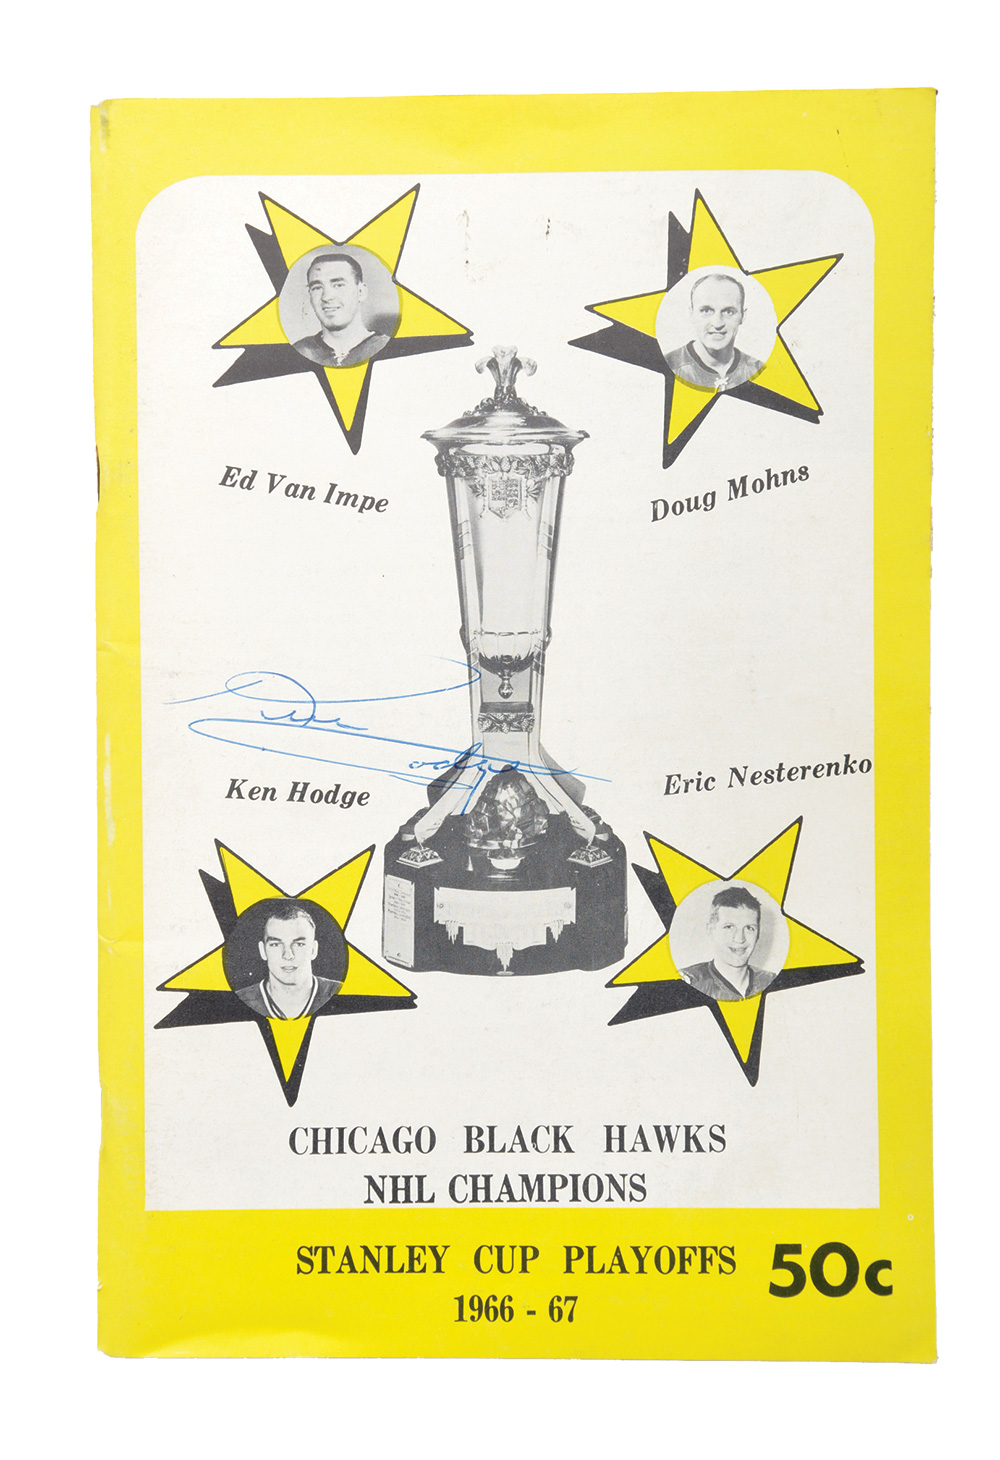 Ed Van Impe
Doug Mohns
Ken Hodge
Eric Nesterenko
CHICAGO BLACK HAWKS
NHL CHAMPIONS
STANLEY CUP PLAYOFFS
50c
1966 - 67